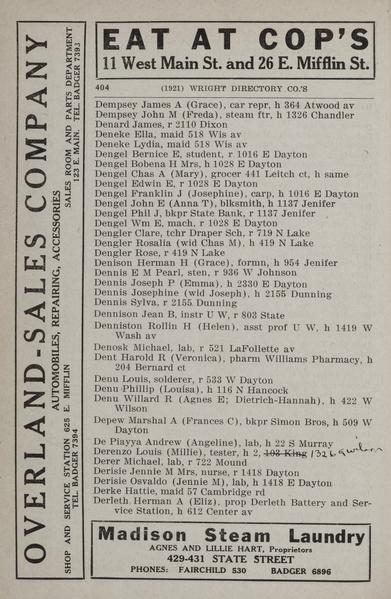 EAT AT COP'S
11 West Main St. and 26 E. Mifflin St.
404 (1921) WRIGHT DIRECTORY CO.'S
Dempsey James A (Grace), car repr, h 364 Atwood av
Dempsey John M (Freda), steam ftr, h 1326 Chandler
Denard James, r 2110 Dixon
Deneke Ella, maid 518 Wis av
Deneke Lydia, maid 518 Wis av
Dengel Bernice E, student, r 1016 E Dayton
Dengel Bobena H Mrs, h 1028 E Dayton
Dengel Chas A (Mary), grocer 441 Leitch ct, h same
Dengel Edwin E, r 1028 E Dayton
Dengel Franklin J (Josephine), carp, h 1016 E Dayton
Dengel John E (Anna T), blksmith, h 1137 Jenifer
Dengel Phil J, bkpr State Bank, r 1137 Jenifer
Dengel Wm E, mach, r 1028 E Dayton
Dengler Clare, tchr Draper Sch, r 719 N Lake
Dengler Rosalia (wid Chas M), h 419 N Lake
Dengler Rose, r 419 N Lake
Denison Herman H (Grace), formn, h 954 Jenifer
Dennis E M Pearl, sten, r 936 W Johnson
Dennis Joseph P (Emma), h 2330 E Dayton
Dennis Josephine (wid Joseph), h 2155 Dunning
Dennis Sylva, r 2155 Dunning
Dennison Jean B, instr U W, r 803 State
Denniston Rollin H (Helen), asst prof U W, h 1419 W
Wash av
Denosk Michael, lab, r 521 LaFollette av
Dent Harold R (Veronica), pharm Williams Pharmacy, h
204 Bernard ct
Denu Louis, solderer, r 533 W Dayton
Denu Phillip (Louisa), h 116 N Hancock
Denu Willard R (Agnes E; Dietrich-Hannah), h 422 W
Wilson
Depew Marshal A (Frances C), bkpr Simon Bros, h 509 W
Dayton
De Piayya Andrew (Angeline), lab, h 22 S Murray
Derenzo Louis (Millie), tester, h 2, 103 King 1326
Derer Michael, lab, r 722 Mound
Derisie Jennie M Mrs, nurse, r 1418 Dayton
Derisie Osvaldo (Jennie M), lab, h 1418 E Dayton
Derke Hattie, maid 57 Cambridge rd
Derleth Herman A (Eliz), prop Derleth Battery and Ser-
vice Station, h 612 Center av
Madison Steam Laundry
AGNES AND LILLIE HART, Proprietors
429-431 STATE STREET
PHONES: FAIRCHILD 530 BADGER 6896
OVERLAND-SALES COMPANY
AUTOMOBILES, REPAIRING, ACCESSORIES
SHOP AND SERVICE STATION 625 E. MIFFLIN
TEL. BADGER 7394
SALES ROOM AND PARTS DEPARTMENT
123 E. MAIN. TEL. BADGER 7393